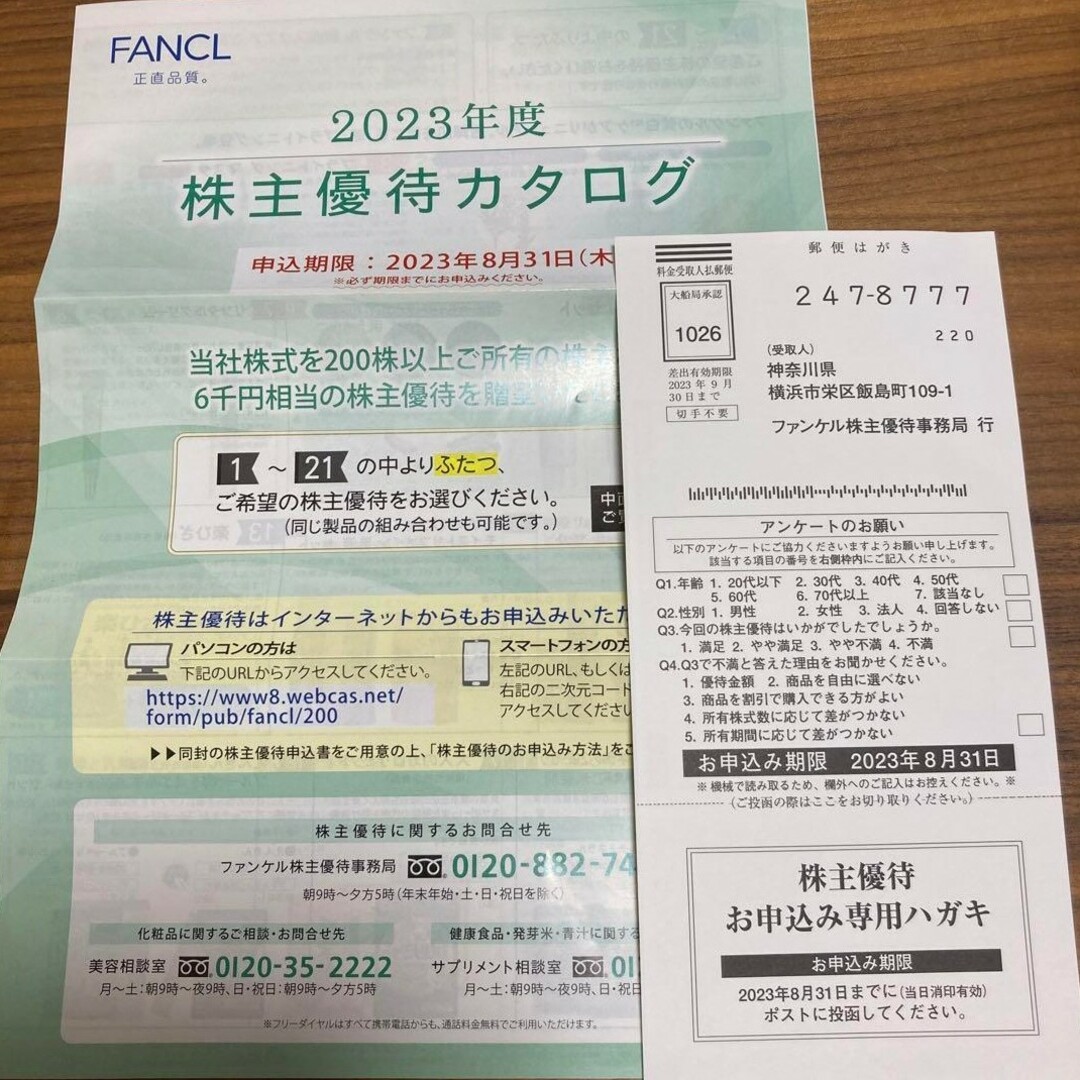 FANCL
正直品質。
2023年度
株主優待カタログ
申込期限：2023年8月31日(木
※必ず期限までにお申込みください。
当社株式を200株以上ご所有の株
6千円相当の株主優待を贈呈
1 ～ 21 の中よりふたつ、
ご希望の株主優待をお選びください。
(同じ製品の組み合わせも可能です。)
中面
ご
株主優待はインターネットからもお申込みいた
パソコンの方は
下記のURLからアクセスしてください。
https://www8.webcas.net/
form/pub/fancl/200
スマートフォンの方
左記のURL、もしくは
右記の二次元コード
アクセスしてください
▶▶同封の株主優待申込書をご用意の上、「株主優待のお申込み方法」をご
株主優待に関するお問合せ先
ファンケル株主優待事務局 0120-882-74
朝9時～夕方5時(年末年始・土・日・祝日を除く)
化粧品に関するご相談・お問合せ先
美容相談室 0120-35-2222
月～土：朝9時～夜9時、日・祝日：朝9時～夕方5時
健康食品・発芽米・青汁に関する
サプリメント相談室 01
月～土：朝9時～夜9時、日・祝
※フリーダイヤルはすべて携帯電話からも、通話料金無料でご利用いただけます。
郵便はがき
料金受取人払郵便
大船局承認
1026
差出有効期限
2023年9月
30日まで
切手不要
247-8777
220
(受取人)
神奈川県
横浜市栄区飯島町109-1
ファンケル株主優待事務局 行
アンケートのお願い
以下のアンケートにご協力くださいますようお願い申し上げます。
該当する項目の番号を右側枠内にご記入ください。
Q1.年齢 1. 20代以下 2. 30代 3. 40代 4. 50代
5. 60代 6. 70代以上 7. 該当なし
Q2.性別 1. 男性 2. 女性 3. 法人 4. 回答しない
Q3.今回の株主優待はいかがでしたでしょうか。
1. 満足 2. やや満足 3. やや不満 4. 不満
Q4.Q3で不満と答えた理由をお聞かせください。
1. 優待金額 2. 商品を自由に選べない
3. 商品を割引で購入できる方がよい
4. 所有株式数に応じて差がつかない
5. 所有期間に応じて差がつかない
お申込み期限 2023年8月31日
※機械で読み取るため、欄外へのご記入はお控えください。※
(ご投函の際はここをお切り取りください。)
株主優待
お申込み専用ハガキ
お申込み期限
2023年8月31日までに(当日消印有効)
ポストに投函してください。